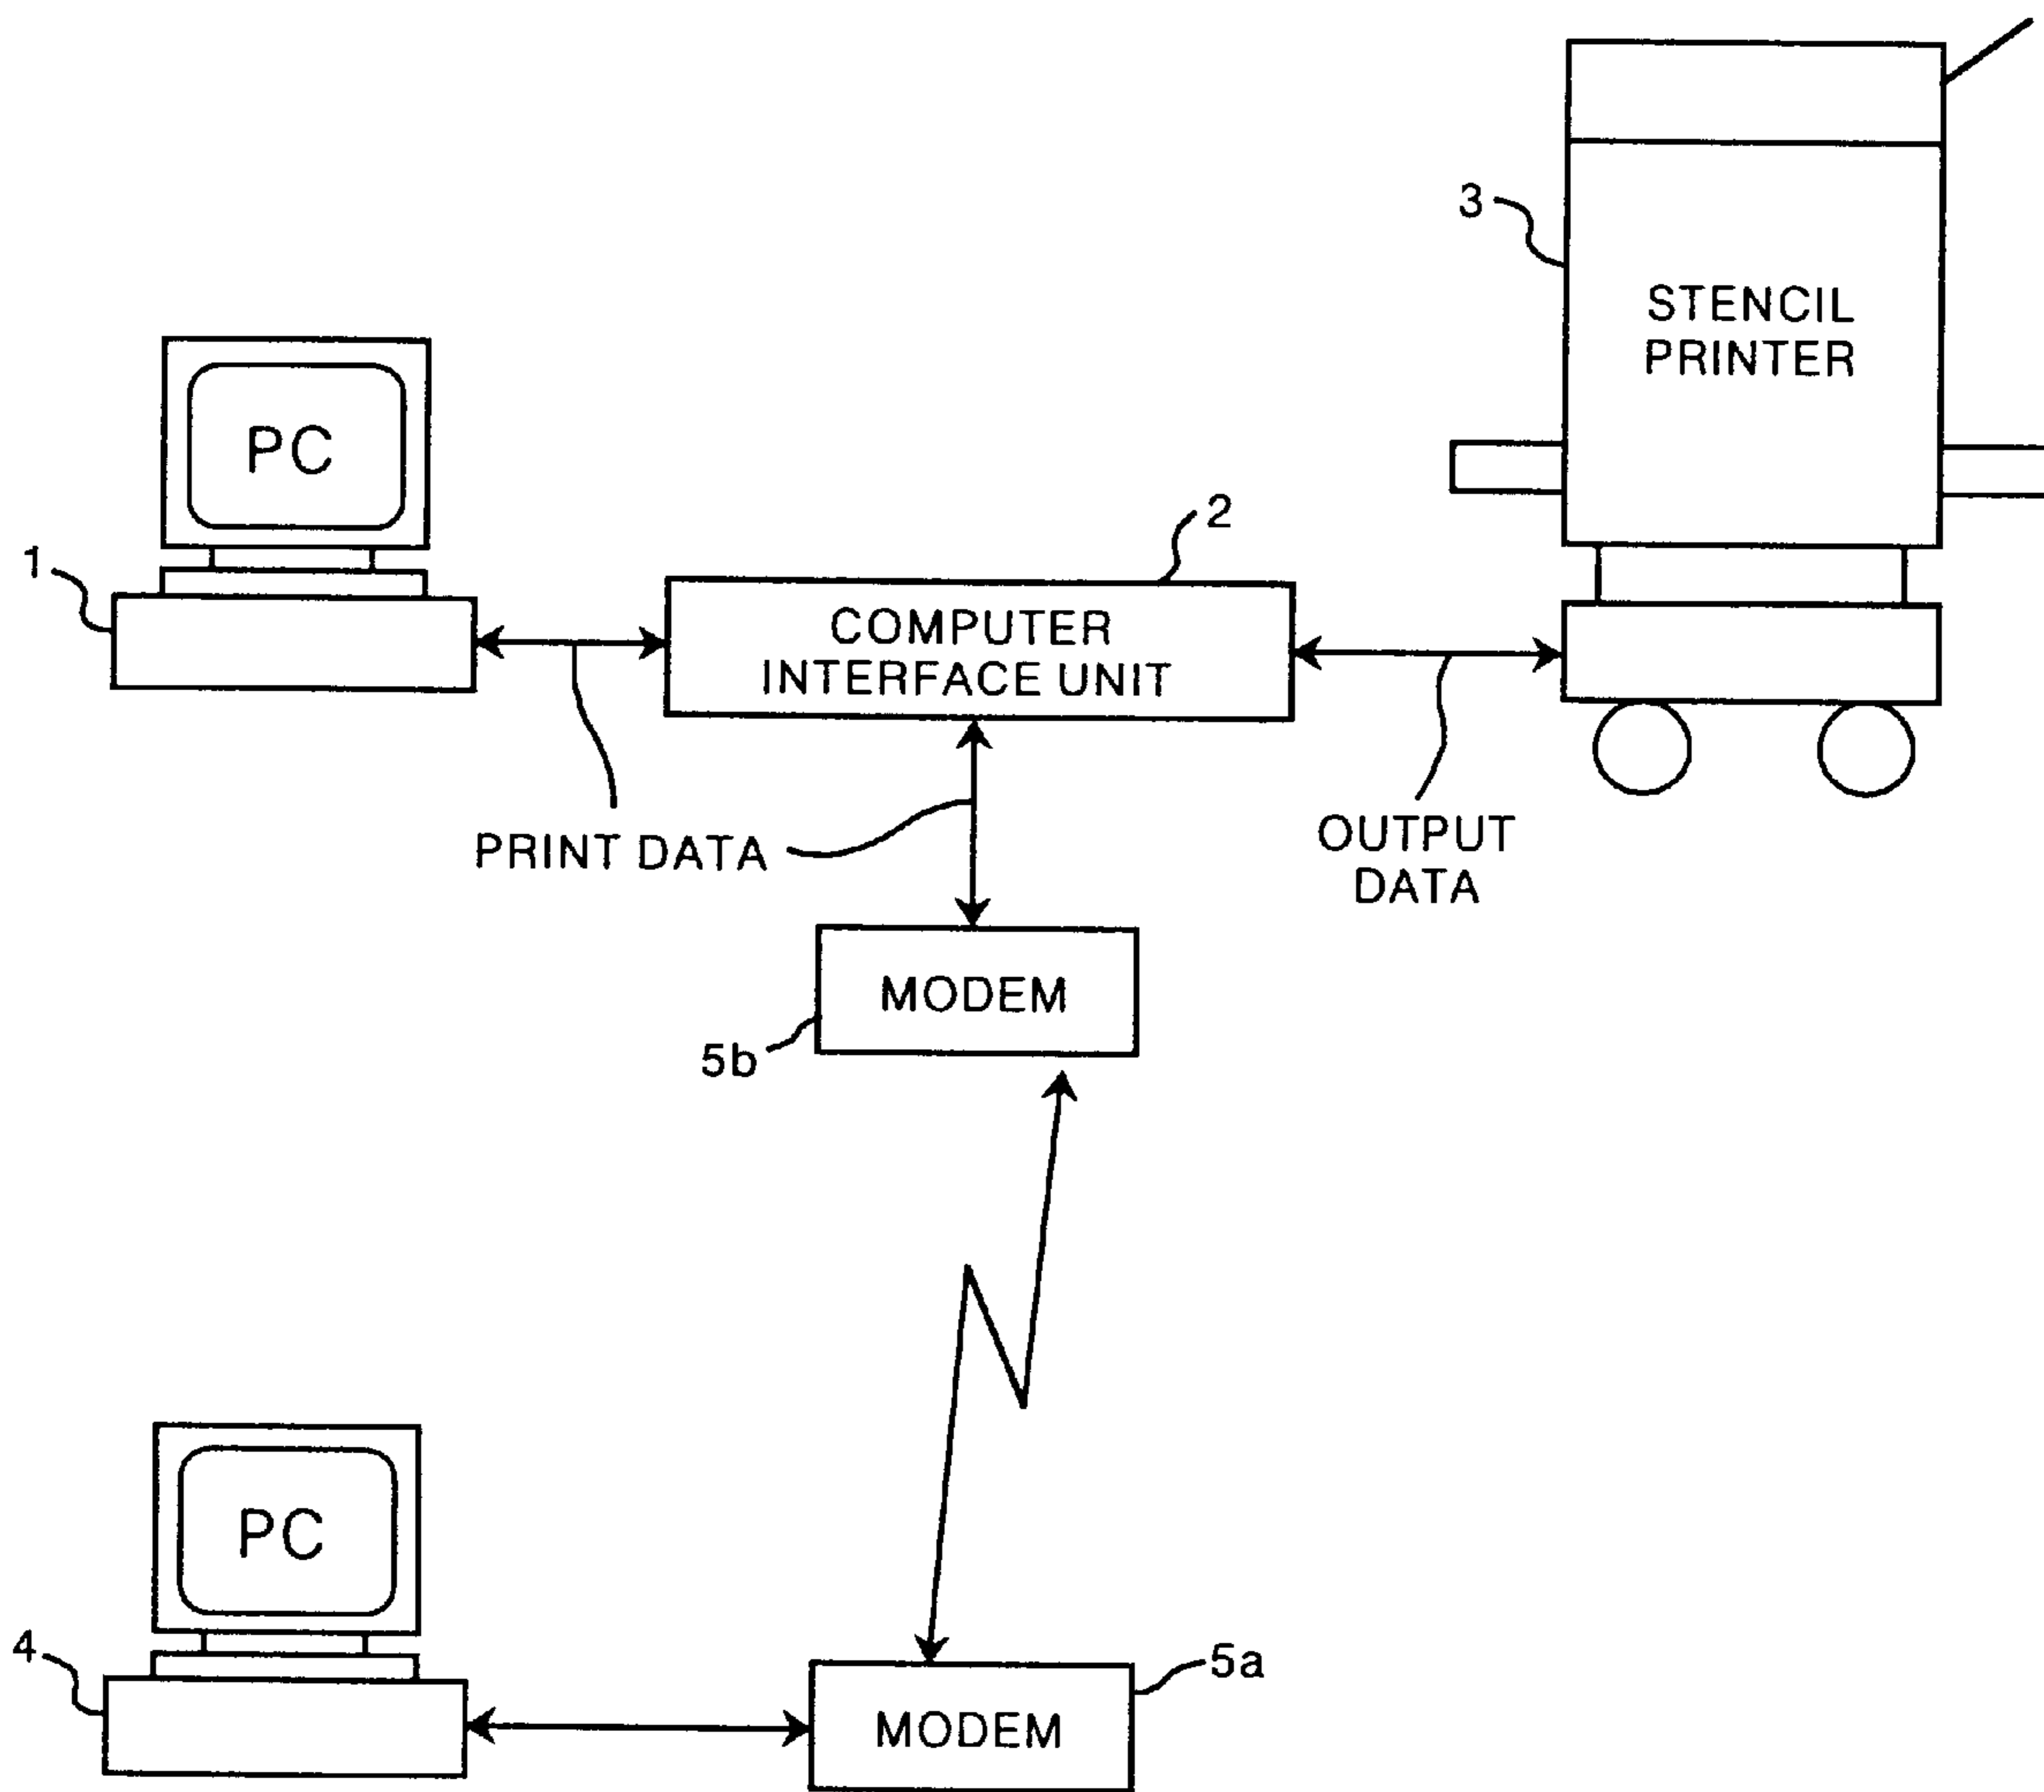 3
STENCIL
PRINTER
PC
1
2
COMPUTER
INTERFACE UNIT
PRINT DATA
OUTPUT
DATA
MODEM
5b
PC
4
5a
MODEM